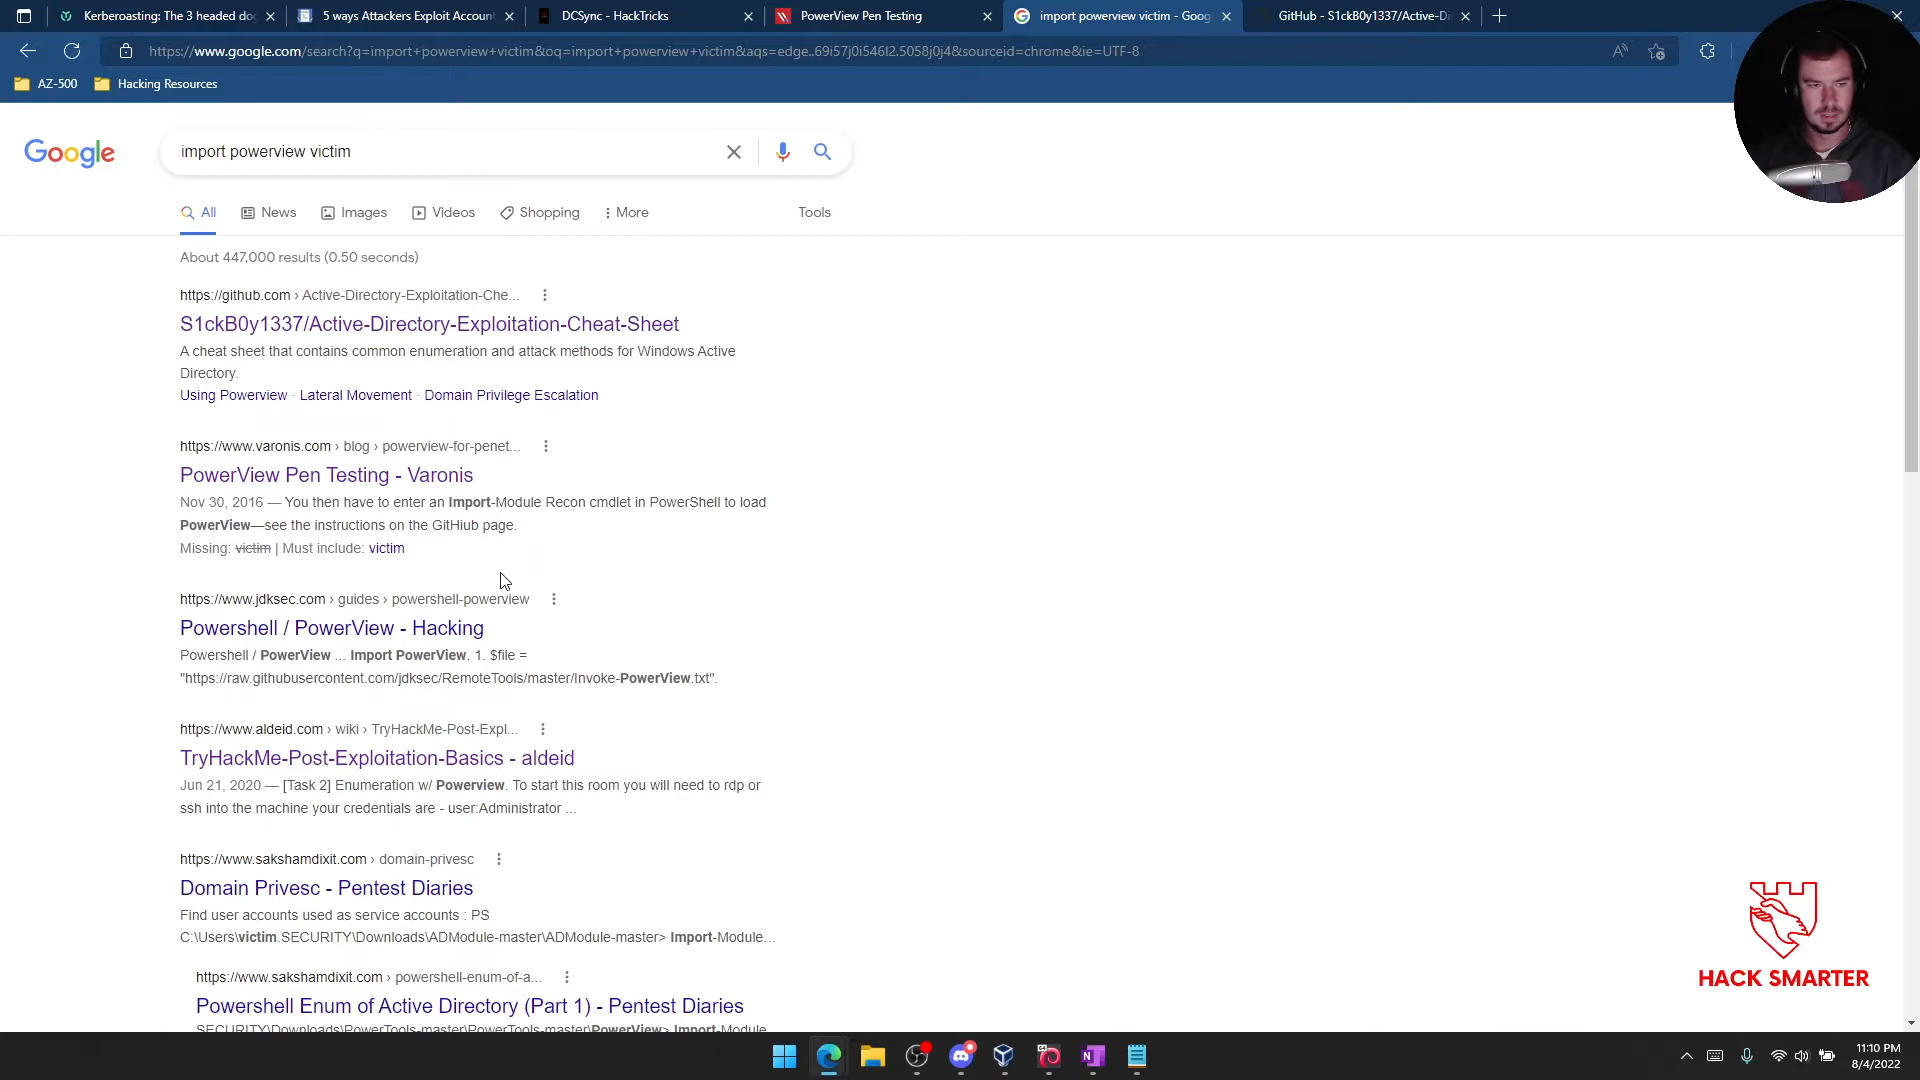 Kerberoasting: The 3 headed do
5 ways Attackers Exploit Accoun
DCSync - HackTricks
PowerView Pen Testing
import powerview victim - Goog
GitHub - S1ckB0y1337/Active-Di
https://www.google.com/search?q=import+powerview+victim&oq=import+powerview+victim&aqs=edge..69i57j0i546l2.5058j0j4&sourceid=chrome&ie=UTF-8
AZ-500
Hacking Resources
Google
import powerview victim
All
News
Images
Videos
Shopping
More
Tools
About 447,000 results (0.50 seconds)
https://github.com › Active-Directory-Exploitation-Che...
S1ckB0y1337/Active-Directory-Exploitation-Cheat-Sheet
A cheat sheet that contains common enumeration and attack methods for Windows Active
Directory.
Using Powerview · Lateral Movement · Domain Privilege Escalation
https://www.varonis.com › blog › powerview-for-penet...
PowerView Pen Testing - Varonis
Nov 30, 2016 — You then have to enter an Import-Module Recon cmdlet in PowerShell to load
PowerView—see the instructions on the GitHiub page.
Missing: victim | Must include: victim
https://www.jdksec.com › guides › powershell-powerview
Powershell / PowerView - Hacking
Powershell / PowerView ... Import PowerView. 1. $file =
"https://raw.githubusercontent.com/jdksec/RemoteTools/master/Invoke-PowerView.txt".
https://www.aldeid.com › wiki › TryHackMe-Post-Expl...
TryHackMe-Post-Exploitation-Basics - aldeid
Jun 21, 2020 — [Task 2] Enumeration w/ Powerview. To start this room you will need to rdp or
ssh into the machine your credentials are - user:Administrator ...
https://www.sakshamdixit.com › domain-privesc
Domain Privesc - Pentest Diaries
Find user accounts used as service accounts : PS
C:\Users\victim.SECURITY\Downloads\ADModule-master\ADModule-master> Import-Module...
https://www.sakshamdixit.com › powershell-enum-of-a...
Powershell Enum of Active Directory (Part 1) - Pentest Diaries
SECURITY\Downloads\PowerTools-master\PowerTools-master\PowerView> Import-Module
HACK SMARTER
11:10 PM
8/4/2022